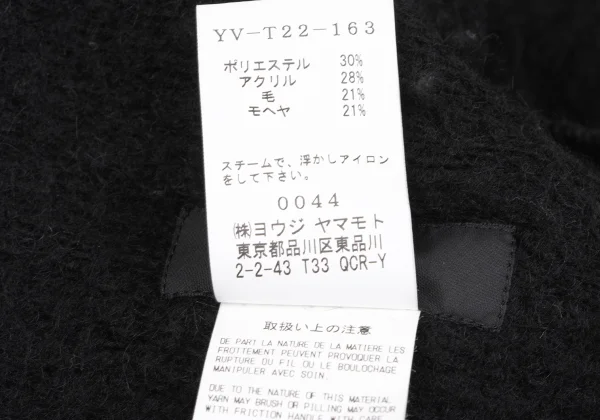 YV-T22-163
ポリエステル 30%
アクリル 28%
毛 21%
モヘヤ 21%
スチームで、浮かしアイロン
をして下さい。
0044
㈱ヨウジ ヤマモト
東京都品川区東品川
2-2-43 T33 QCR-Y
取扱い上の注意
DE PART LA NATURE DE LA MATIERE LES
FROTTEMENT PEUVENT PROVOQUER LA
RUPTURE DU FIL OU LE BOULOCHAGE
MANIPULER AVEC SOIN.
DUE TO THE NATURE OF THIS MATERIAL
YARN MAY BRUSH OR PILLING MAY OCCUR
WITH FRICTION HANDLE WITH CARE